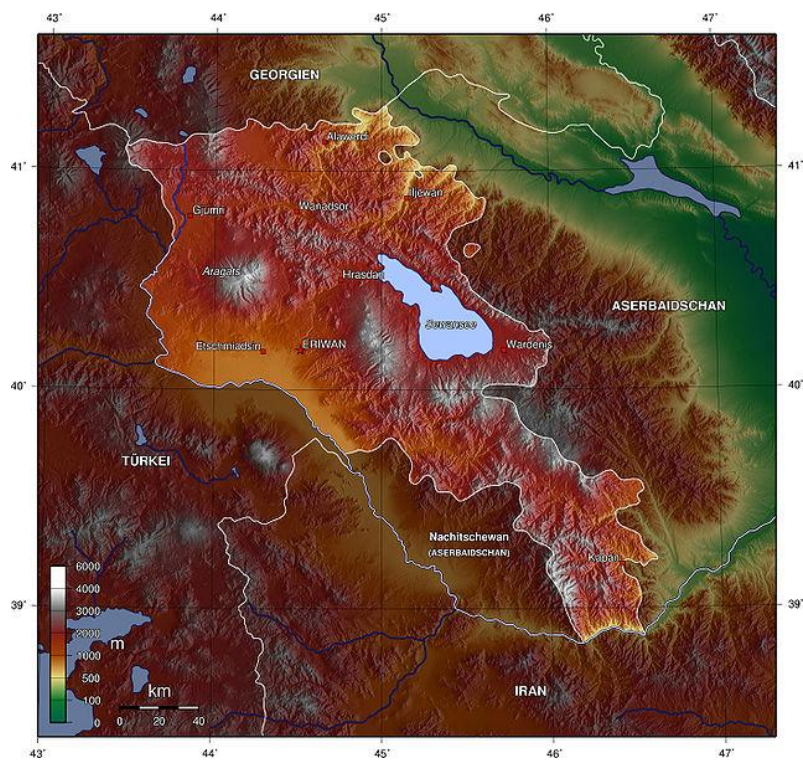 43° 44° 45° 46° 47°
GEORGIEN
Alawerdi
41° 41°
Iljewan
Gjumri Wanadsor
Aragats Hrasdan
ASERBAIDSCHAN
Sewansee
Etschmiadsin ERIWAN Wardenis
40° 40°
TÜRKEI
Nachitschewan
(ASERBAIDSCHAN)
Kapan
6000
4000
3000
2000
1000
500
100
0
m
39° 39°
km
0 20 40
IRAN
43° 44° 45° 46° 47°